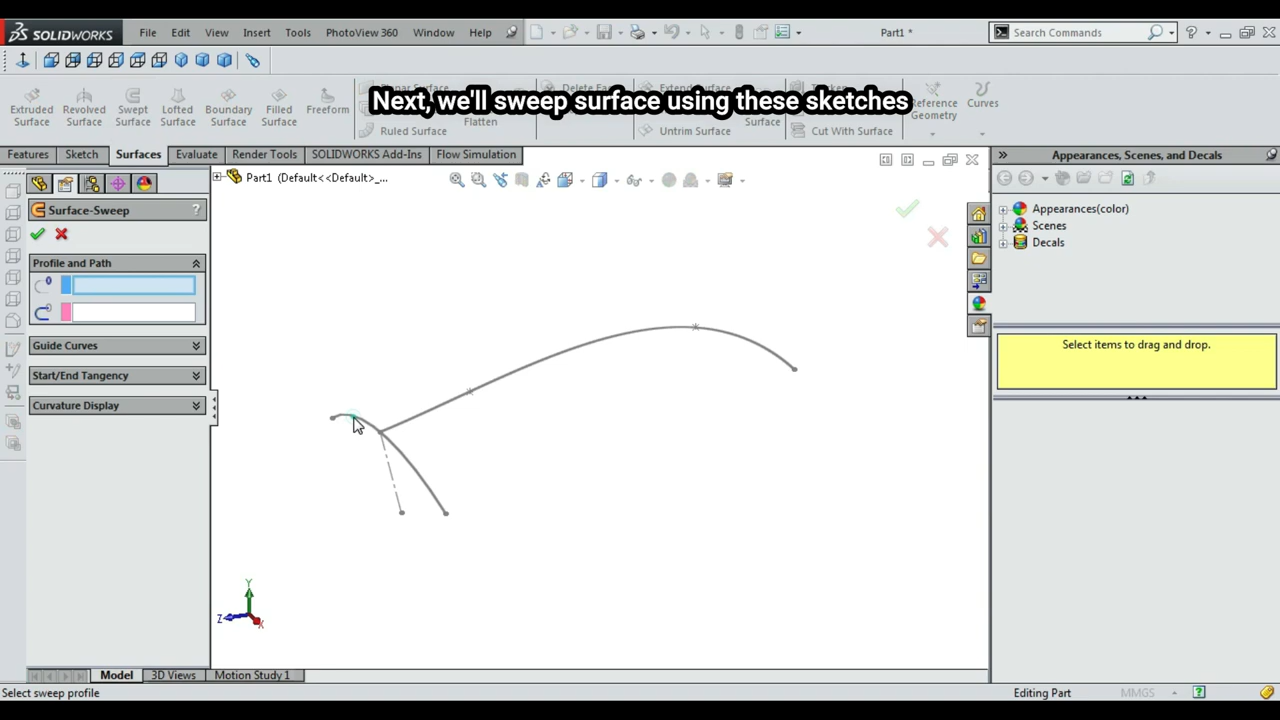 SOLIDWORKS File Edit View Insert Tools PhotoView 360 Window Help Part1 * Search Commands
Next, we'll sweep surface using these sketches
Extruded Surface
Revolved Surface
Swept Surface
Lofted Surface
Boundary Surface
Filled Surface
Freeform
Ruled Surface
Flatten
Delete Face
Extend Surface
Untrim Surface
Surface
Cut With Surface
Reference Geometry
Curves
Features Sketch Surfaces Evaluate Render Tools SOLIDWORKS Add-Ins Flow Simulation
Part1 (Default<<Default>_...
Surface-Sweep ?
Profile and Path
Guide Curves
Start/End Tangency
Curvature Display
Y
Z
X
Appearances, Scenes, and Decals
Appearances(color)
Scenes
Decals
Select items to drag and drop.
Model 3D Views Motion Study 1
Select sweep profile Editing Part MMGS